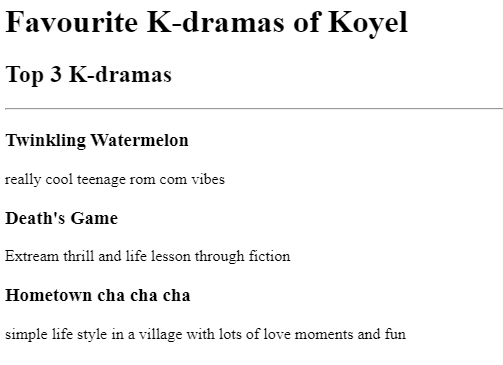 Favourite K-dramas of Koyel
Top 3 K-dramas
Twinkling Watermelon
really cool teenage rom com vibes
Death's Game
Extream thrill and life lesson through fiction
Hometown cha cha cha
simple life style in a village with lots of love moments and fun